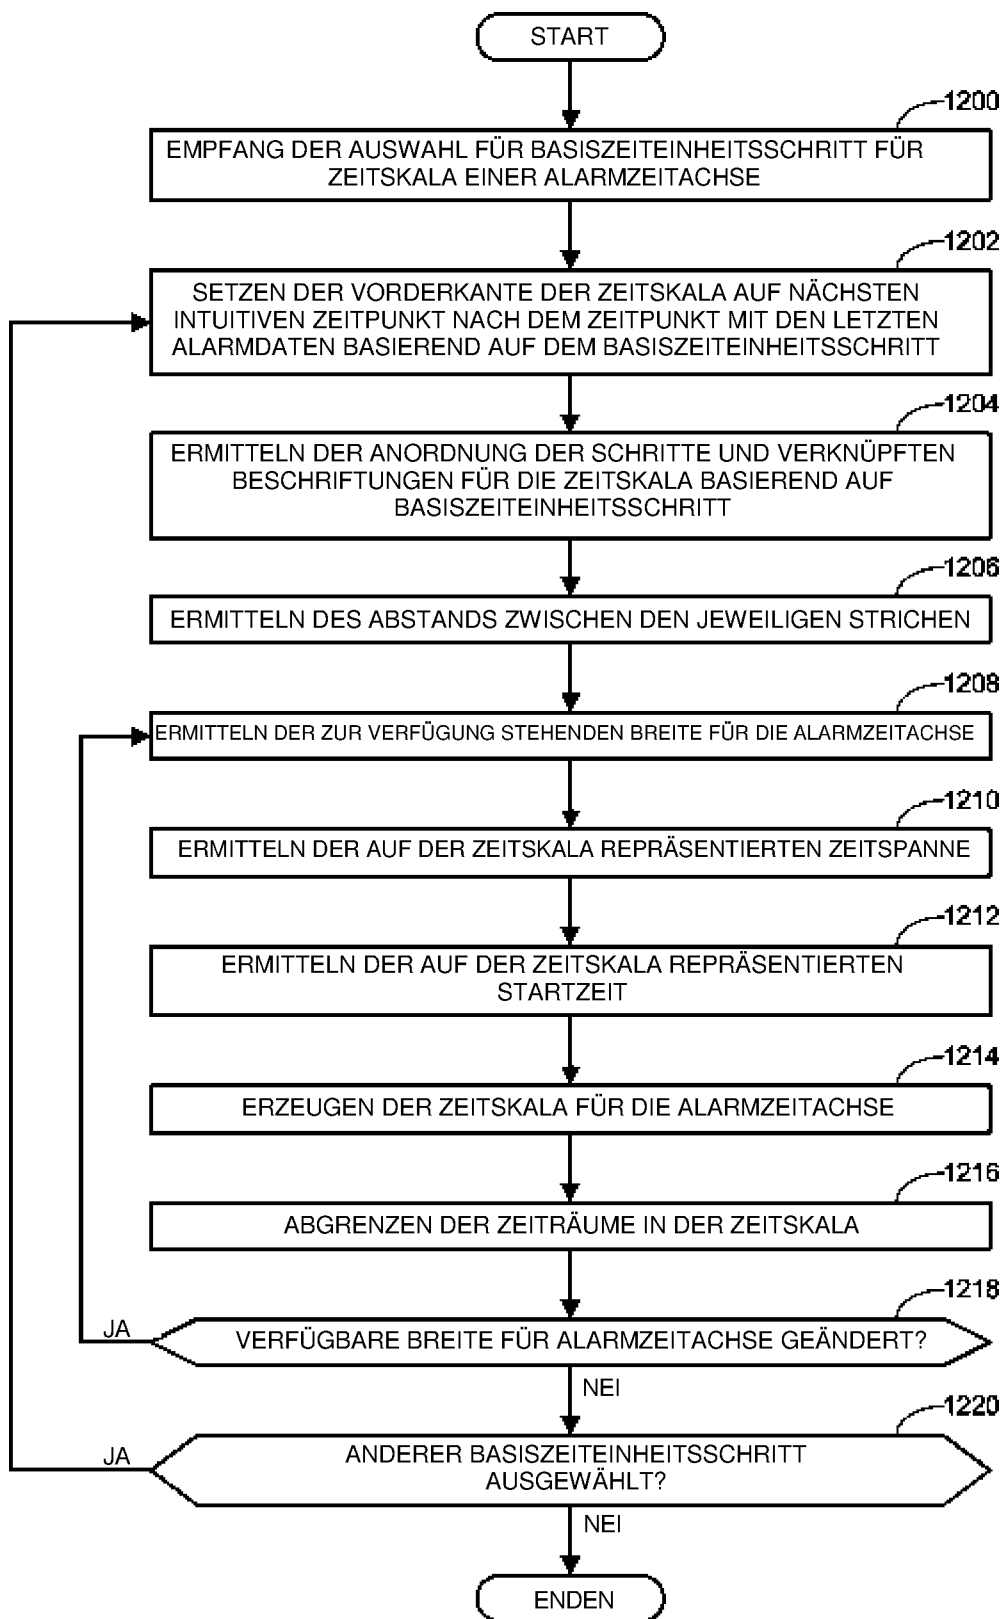 START
1200
EMPFANG DER AUSWAHL FÜR BASISZEITEINHEITSSCHRITT FÜR
ZEITSKALA EINER ALARMZEITACHSE
1202
SETZEN DER VORDERKANTE DER ZEITSKALA AUF NÄCHSTEN
INTUITIVEN ZEITPUNKT NACH DEM ZEITPUNKT MIT DEN LETZTEN
ALARMDATEN BASIEREND AUF DEM BASISZEITEINHEITSSCHRITT
1204
ERMITTELN DER ANORDNUNG DER SCHRITTE UND VERKNÜPFTEN
BESCHRIFTUNGEN FÜR DIE ZEITSKALA BASIEREND AUF
BASISZEITEINHEITSSCHRITT
1206
ERMITTELN DES ABSTANDS ZWISCHEN DEN JEWEILIGEN STRICHEN
1208
ERMITTELN DER ZUR VERFÜGUNG STEHENDEN BREITE FÜR DIE ALARMZEITACHSE
1210
ERMITTELN DER AUF DER ZEITSKALA REPRÄSENTIERTEN ZEITSPANNE
1212
ERMITTELN DER AUF DER ZEITSKALA REPRÄSENTIERTEN
STARTZEIT
1214
ERZEUGEN DER ZEITSKALA FÜR DIE ALARMZEITACHSE
1216
ABGRENZEN DER ZEITRÄUME IN DER ZEITSKALA
1218
JA
VERFÜGBARE BREITE FÜR ALARMZEITACHSE GEÄNDERT?
NEI
1220
JA
ANDERER BASISZEITEINHEITSSCHRITT
AUSGEWÄHLT?
NEI
ENDEN